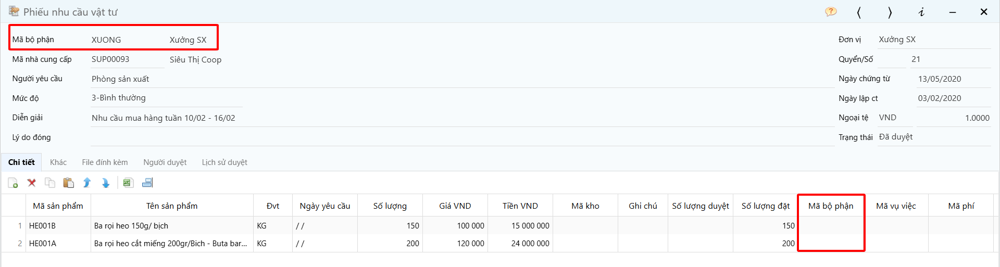 Phiếu nhu cầu vật tư
Mã bộ phận XUONG Xưởng SX Đơn vị Xưởng SX
Mã nhà cung cấp SUP00093 Siêu Thị Coop Quyển/Số 21
Người yêu cầu Phòng sản xuất Ngày chứng từ 13/05/2020
Mức độ 3-Bình thường Ngày lập ct 03/02/2020
Diễn giải Nhu cầu mua hàng tuần 10/02 - 16/02 Ngoại tệ VND 1.0000
Lý do đóng Trạng thái Đã duyệt
Chi tiết Khác File đính kèm Người duyệt Lịch sử duyệt
Mã sản phẩm Tên sản phẩm Đvt Ngày yêu cầu Số lượng Giá VND Tiền VND Mã kho Ghi chú Số lượng duyệt Số lượng đặt Mã bộ phận Mã vụ việc Mã phí
1 HE001B Ba rọi heo 150g/ bịch KG / / 150 100 000 15 000 000 150
2 HE001A Ba rọi heo cắt miếng 200gr/Bich - Buta bar... KG / / 200 120 000 24 000 000 200